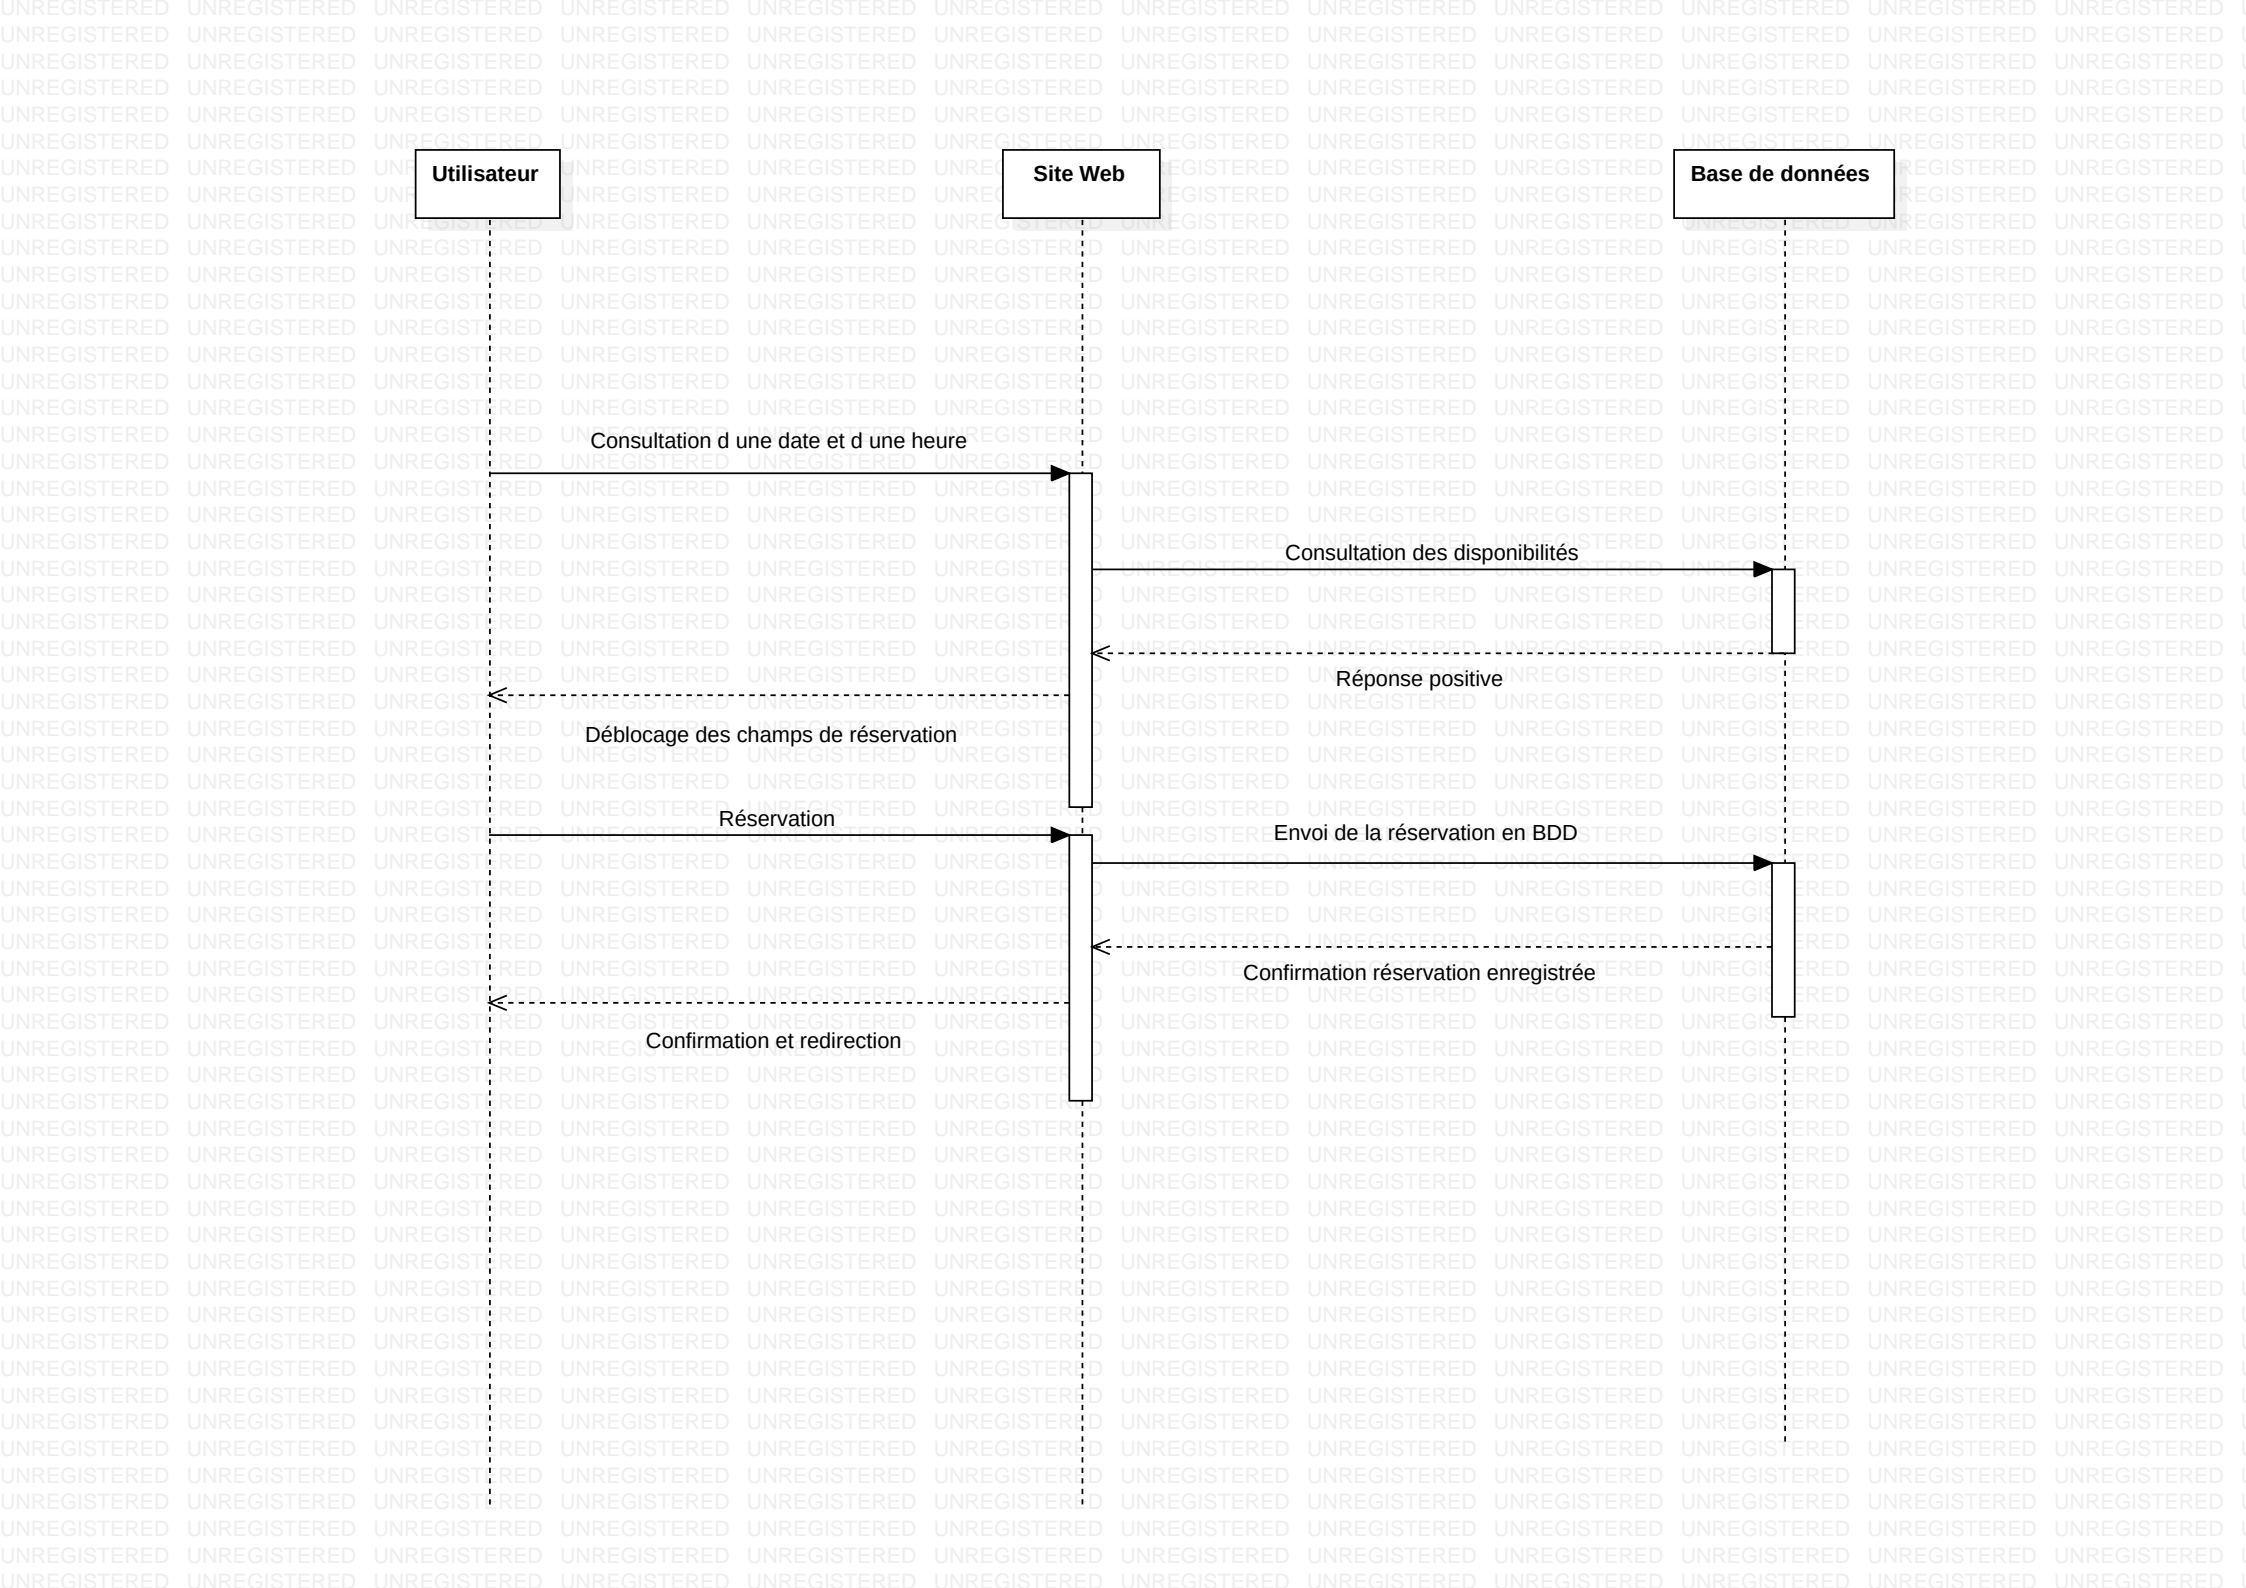 Utilisateur
Site Web
Base de données
Consultation d une date et d une heure
Consultation des disponibilités
Réponse positive
Déblocage des champs de réservation
Réservation
Envoi de la réservation en BDD
Confirmation réservation enregistrée
Confirmation et redirection
UNREGISTERED